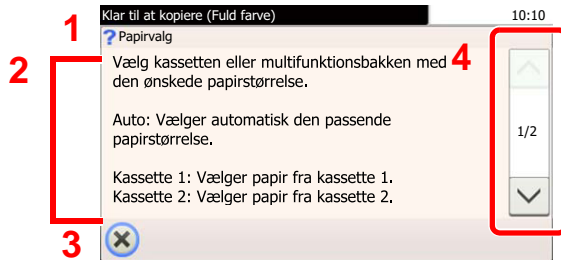 Klar til at kopiere (Fuld farve) 10:10
1 ? Papirvalg
2
Vælg kassetten eller multifunktionsbakken med 4
den ønskede papirstørrelse.
Auto: Vælger automatisk den passende
papirstørrelse.
1/2
Kassette 1: Vælger papir fra kassette 1.
Kassette 2: Vælger papir fra kassette 2.
3